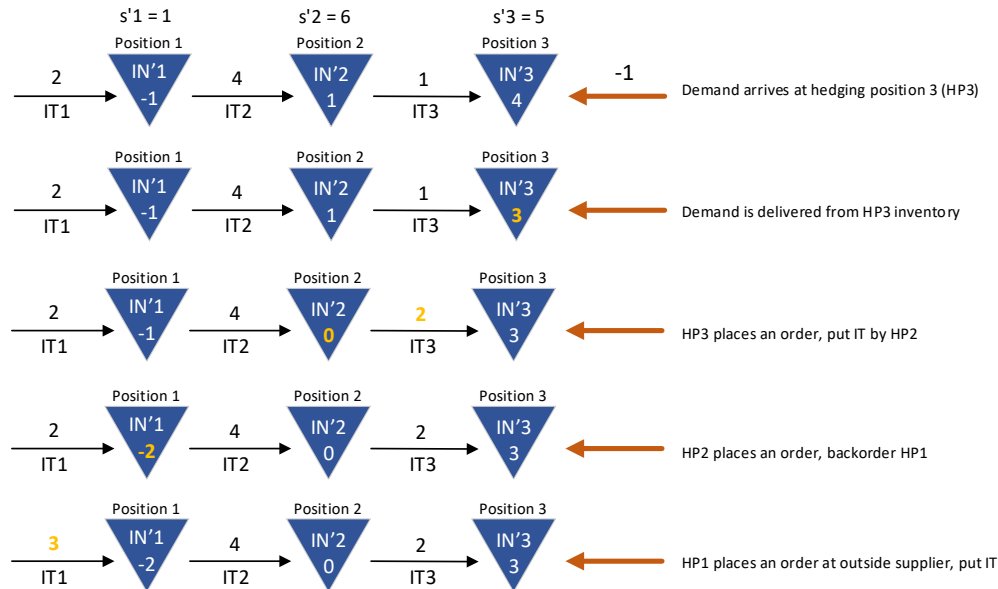 s'1 = 1 s'2 = 6 s'3 = 5
Position 1 Position 2 Position 3
2 IN'1 4 IN'2 1 IN'3 -1
-1 1 4 Demand arrives at hedging position 3 (HP3)
IT1 IT2 IT3
Position 1 Position 2 Position 3
2 IN'1 4 IN'2 1 IN'3
-1 1 3 Demand is delivered from HP3 inventory
IT1 IT2 IT3
Position 1 Position 2 Position 3
2 IN'1 4 IN'2 2 IN'3
-1 0 3 HP3 places an order, put IT by HP2
IT1 IT2 IT3
Position 1 Position 2 Position 3
2 IN'1 4 IN'2 2 IN'3
-2 0 3 HP2 places an order, backorder HP1
IT1 IT2 IT3
Position 1 Position 2 Position 3
3 IN'1 4 IN'2 2 IN'3
-2 0 3 HP1 places an order at outside supplier, put IT
IT1 IT2 IT3